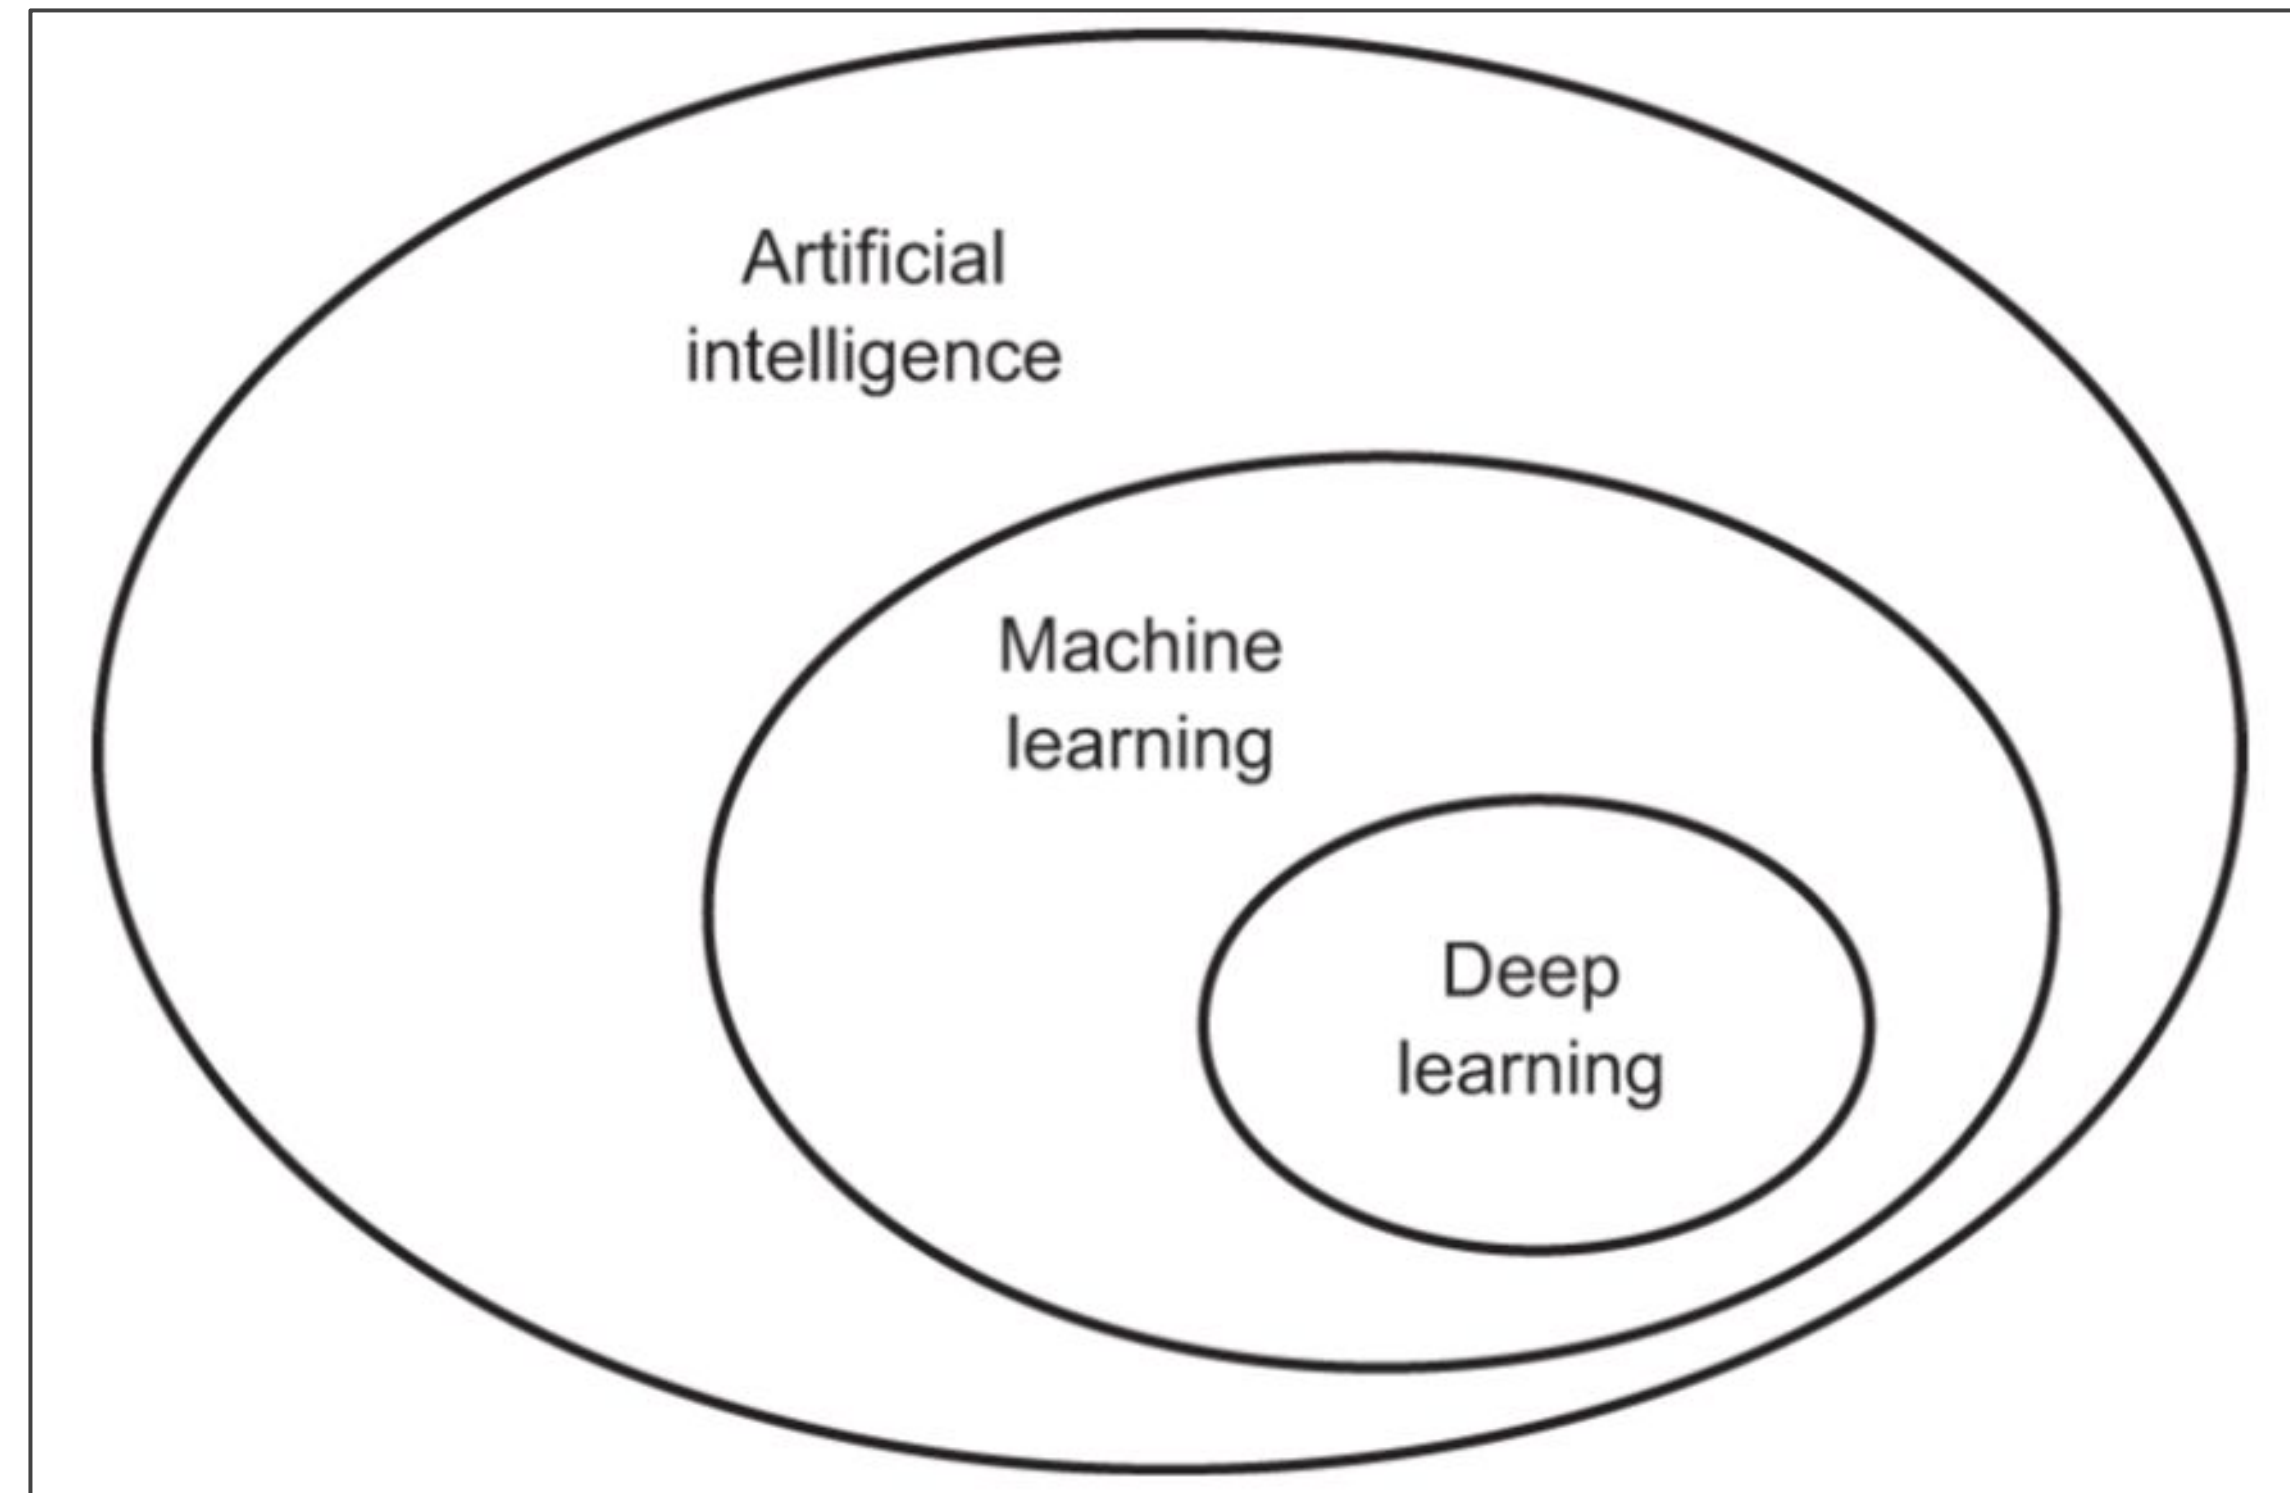 Artificial
intelligence
Machine
learning
Deep
learning